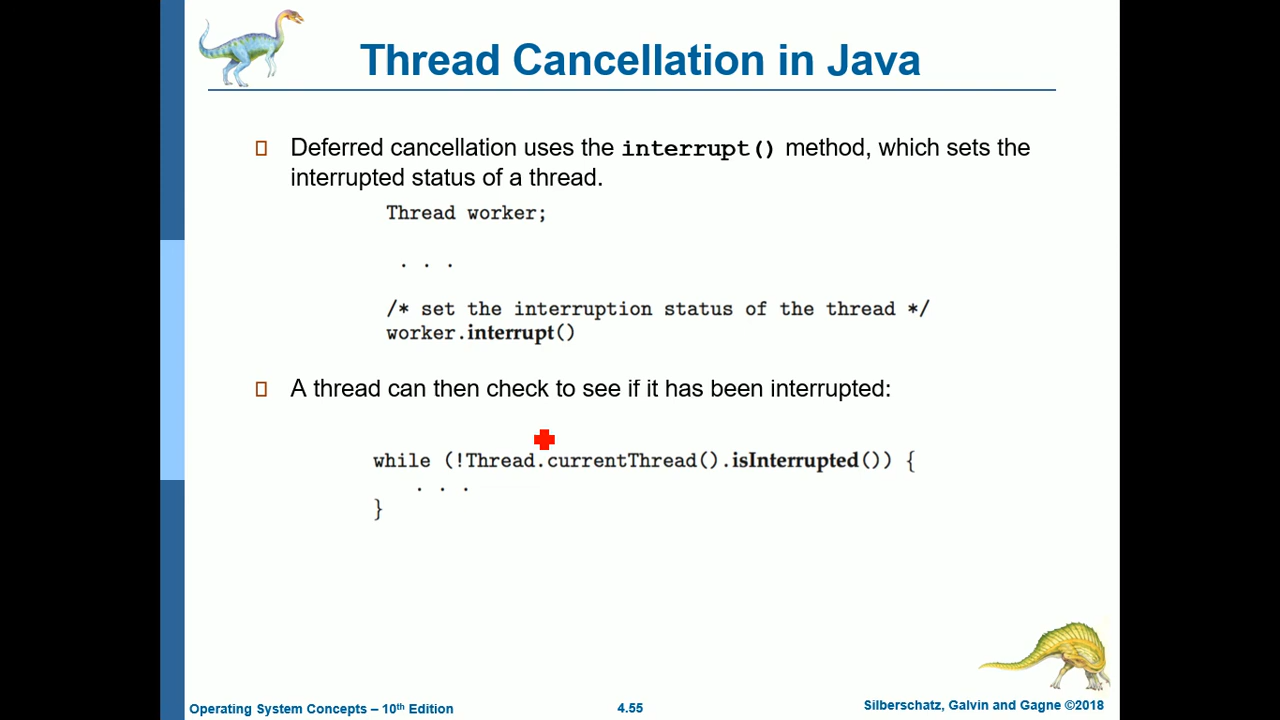 Thread Cancellation in Java
Deferred cancellation uses the interrupt() method, which sets the
interrupted status of a thread.
Thread worker;
. . .
/* set the interruption status of the thread */
worker.interrupt()
A thread can then check to see if it has been interrupted:
while (!Thread.currentThread().isInterrupted()) {
. . .
}
Operating System Concepts – 10th Edition
4.55
Silberschatz, Galvin and Gagne ©2018